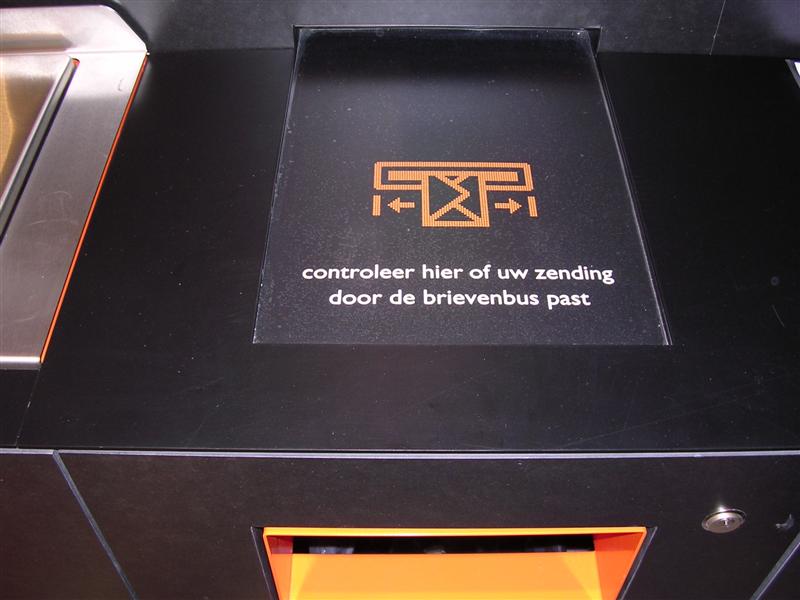 controleer hier of uw zending
door de brievenbus past